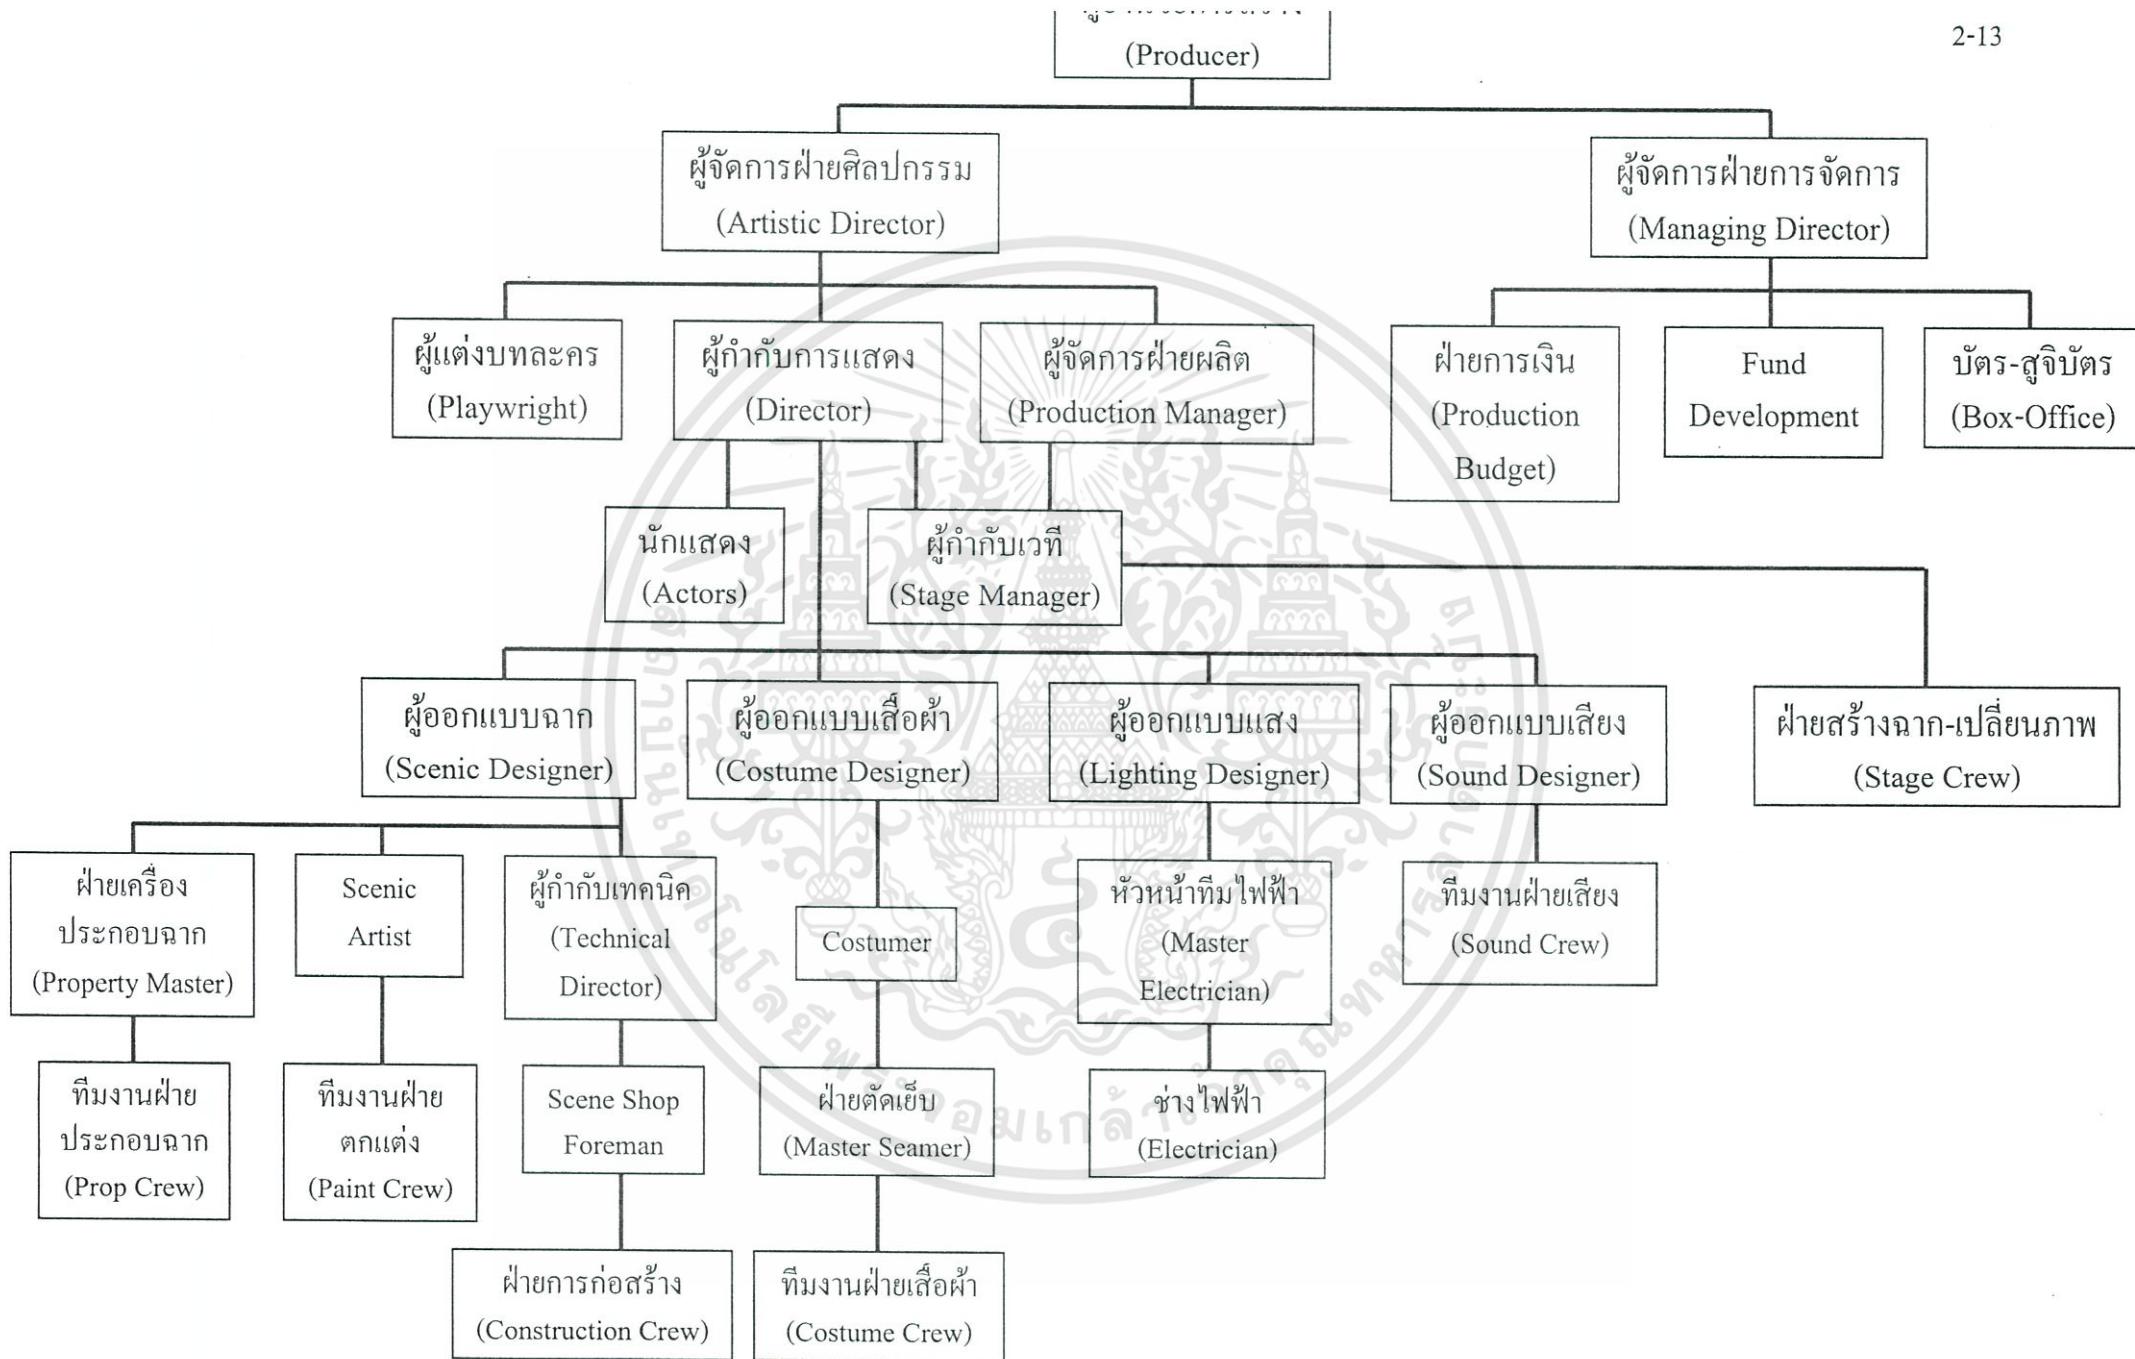 2-13
(Producer)
ผู้จัดการฝ่ายศิลปกรรม
(Artistic Director)
ผู้จัดการฝ่ายการจัดการ
(Managing Director)
ผู้แต่งบทละคร
(Playwright)
ผู้กำกับการแสดง
(Director)
ผู้จัดการฝ่ายผลิต
(Production Manager)
ฝ่ายการเงิน
(Production
Budget)
Fund
Development
บัตร-สูจิบัตร
(Box-Office)
นักแสดง
(Actors)
ผู้กำกับเวที
(Stage Manager)
ผู้ออกแบบฉาก
(Scenic Designer)
ผู้ออกแบบเสื้อผ้า
(Costume Designer)
ผู้ออกแบบแสง
(Lighting Designer)
ผู้ออกแบบเสียง
(Sound Designer)
ฝ่ายสร้างฉาก-เปลี่ยนภาพ
(Stage Crew)
ฝ่ายเครื่อง
ประกอบฉาก
(Property Master)
Scenic
Artist
ผู้กำกับเทคนิค
(Technical
Director)
Costumer
หัวหน้าทีมไฟฟ้า
(Master
Electrician)
ทีมงานฝ่ายเสียง
(Sound Crew)
ทีมงานฝ่าย
ประกอบฉาก
(Prop Crew)
ทีมงานฝ่าย
ตกแต่ง
(Paint Crew)
Scene Shop
Foreman
ฝ่ายตัดเย็บ
(Master Seamer)
ช่างไฟฟ้า
(Electrician)
ฝ่ายการก่อสร้าง
(Construction Crew)
ทีมงานฝ่ายเสื้อผ้า
(Costume Crew)